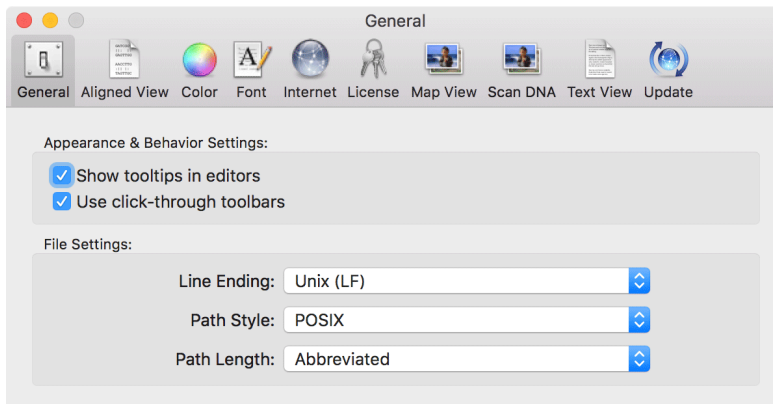 General
General Aligned View Color Font Internet License Map View Scan DNA Text View Update
Appearance & Behavior Settings:
Show tooltips in editors
Use click-through toolbars
File Settings:
Line Ending: Unix (LF)
Path Style: POSIX
Path Length: Abbreviated